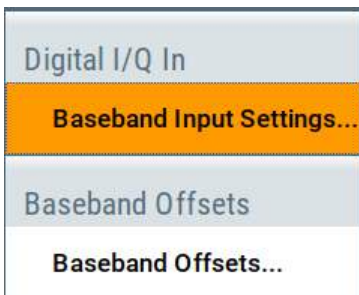 Digital I/Q In
Baseband Input Settings...
Baseband Offsets
Baseband Offsets...